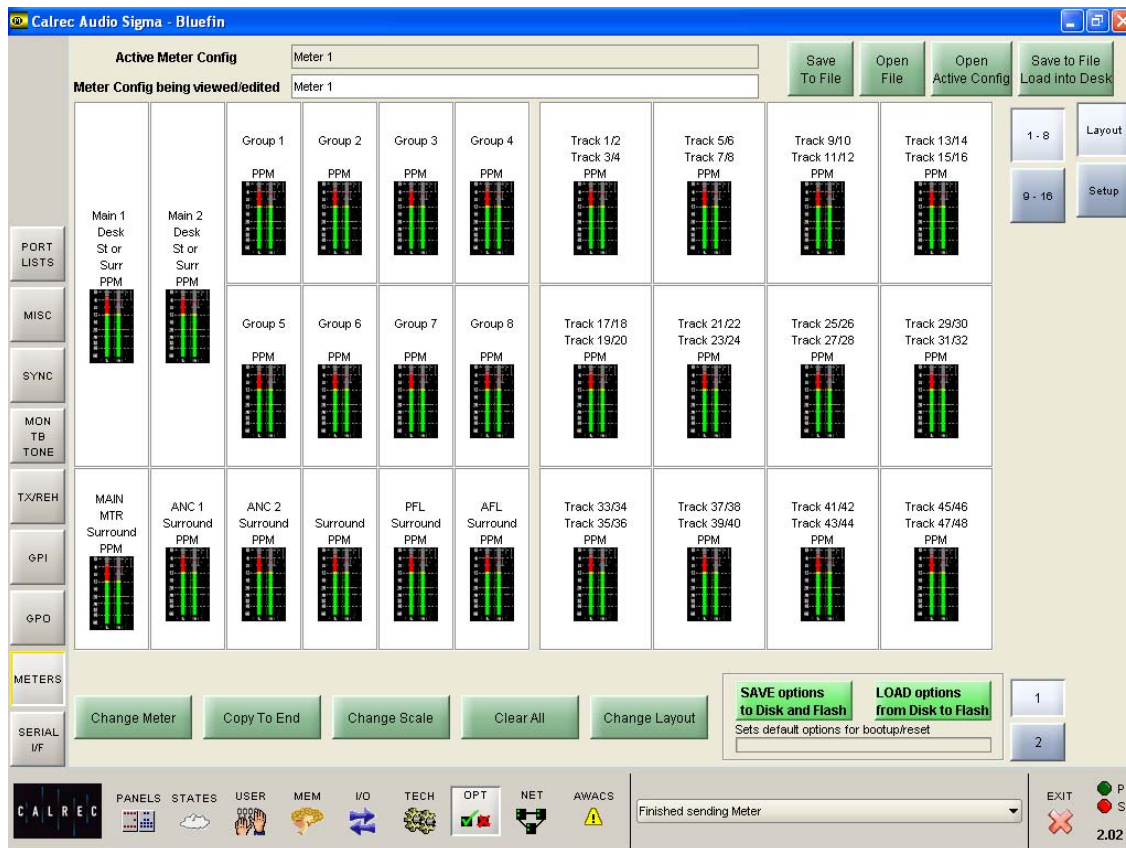 Calrec Audio Sigma - Bluefin
Active Meter Config
Meter 1
Meter Config being viewed/edited
Meter 1
Save
To File
Open
File
Open
Active Config
Save to File
Load into Desk
1 - 8
9 - 16
Layout
Setup
PORT
LISTS
MISC
SYNC
MON
TB
TONE
TX/REH
GPI
GPO
METERS
SERIAL
I/F
Main 1
Desk
St or
Surr
PPM
Main 2
Desk
St or
Surr
PPM
Group 1
PPM
Group 2
PPM
Group 3
PPM
Group 4
PPM
Track 1/2
Track 3/4
PPM
Track 5/6
Track 7/8
PPM
Track 9/10
Track 11/12
PPM
Track 13/14
Track 15/16
PPM
Group 5
PPM
Group 6
PPM
Group 7
PPM
Group 8
PPM
Track 17/18
Track 19/20
PPM
Track 21/22
Track 23/24
PPM
Track 25/26
Track 27/28
PPM
Track 29/30
Track 31/32
PPM
MAIN
MTR
Surround
PPM
ANC 1
Surround
PPM
ANC 2
Surround
PPM
Surround
PPM
PFL
Surround
PPM
AFL
Surround
PPM
Track 33/34
Track 35/36
PPM
Track 37/38
Track 39/40
PPM
Track 41/42
Track 43/44
PPM
Track 45/46
Track 47/48
PPM
Change Meter
Copy To End
Change Scale
Clear All
Change Layout
SAVE options
to Disk and Flash
LOAD options
from Disk to Flash
Sets default options for bootup/reset
1
2
CALREC
PANELS
STATES
USER
MEM
I/O
TECH
OPT
NET
AWACS
Finished sending Meter
EXIT
P
S
2.02